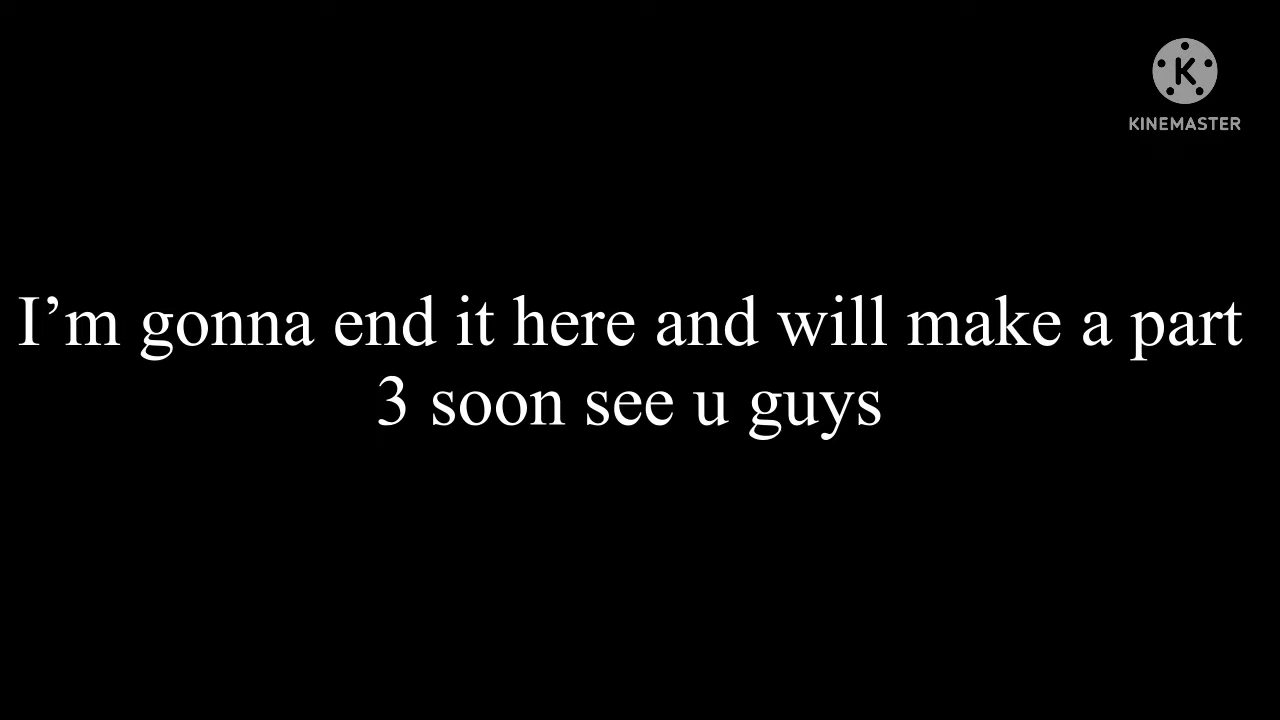 KINEMASTER
I’m gonna end it here and will make a part
3 soon see u guys